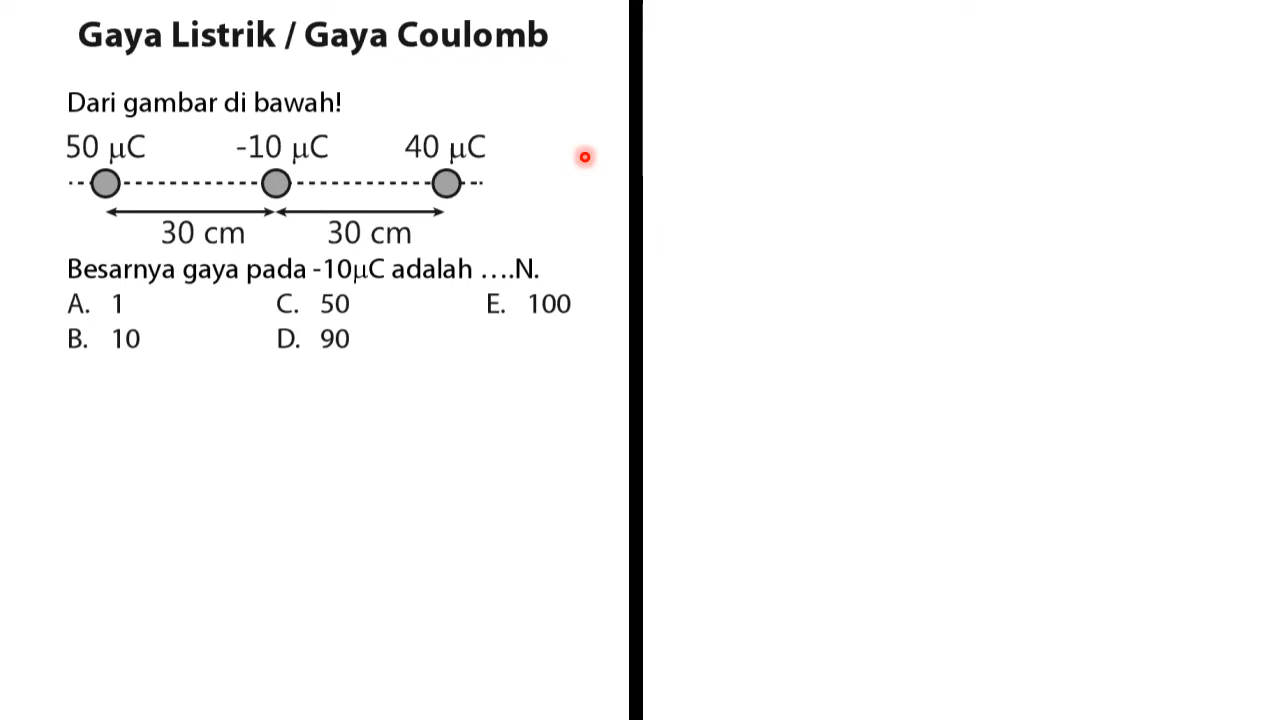 Gaya Listrik / Gaya Coulomb
Dari gambar di bawah!
50 µC -10 µC 40 µC
30 cm 30 cm
Besarnya gaya pada -10µC adalah ….N.
A. 1 C. 50 E. 100
B. 10 D. 90